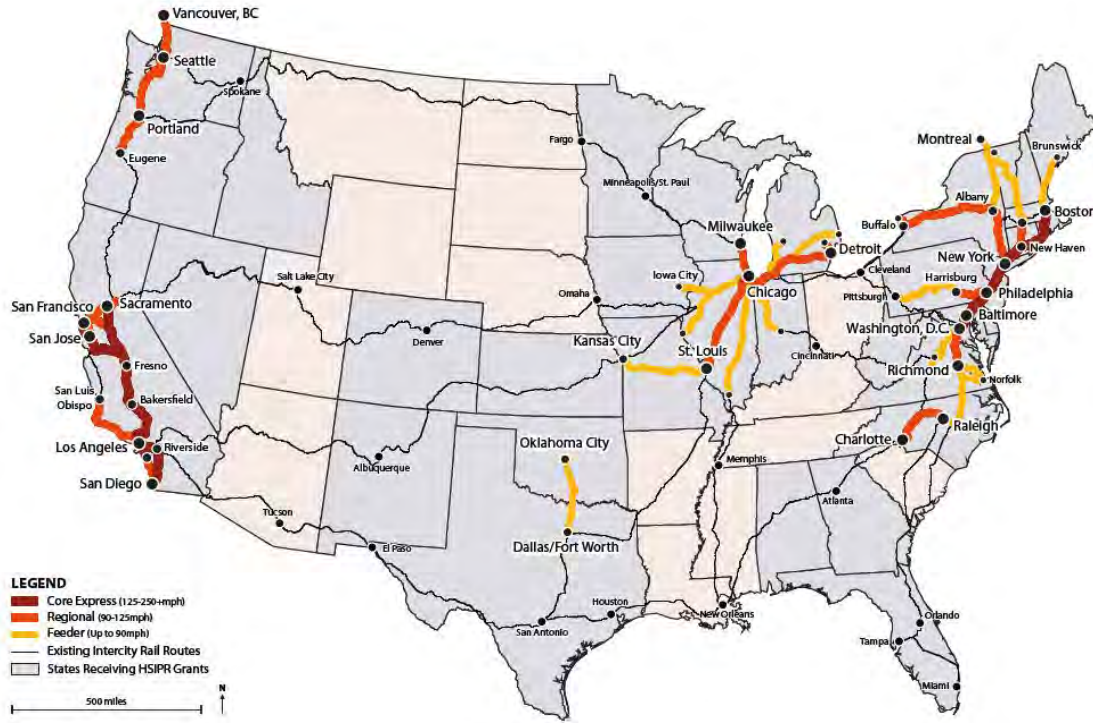 Vancouver, BC
Seattle
Spokane
Portland
Eugene
Fargo
Minneapolis/St. Paul
Milwaukee
Detroit
Chicago
Iowa City
Omaha
Cleveland
Montreal
Brunswick
Albany
Boston
Buffalo
New Haven
New York
Harrisburg
Pittsburgh
Philadelphia
Baltimore
Washington, D.C.
Richmond
Norfolk
Raleigh
Charlotte
Salt Lake City
Sacramento
San Francisco
San Jose
Fresno
San Luis
Obispo
Bakersfield
Los Angeles
Riverside
San Diego
Denver
Kansas City
St. Louis
Cincinnati
Oklahoma City
Albuquerque
Memphis
Atlanta
Tucson
El Paso
Dallas/Fort Worth
Houston
San Antonio
New Orleans
Orlando
Tampa
Miami
LEGEND
Core Express (125-250+mph)
Regional (90-125mph)
Feeder (Up to 90mph)
Existing Intercity Rail Routes
States Receiving HSIPR Grants
500 miles
N